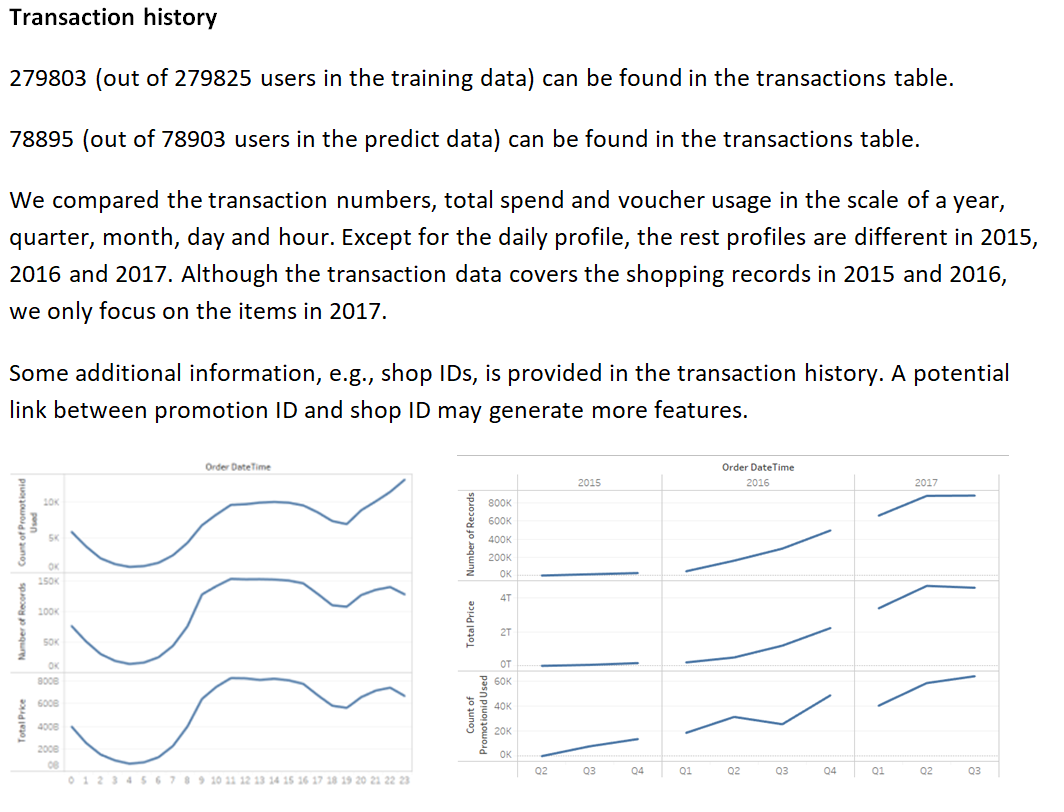 Transaction history
279803 (out of 279825 users in the training data) can be found in the transactions table.
78895 (out of 78903 users in the predict data) can be found in the transactions table.
We compared the transaction numbers, total spend and voucher usage in the scale of a year,
quarter, month, day and hour. Except for the daily profile, the rest profiles are different in 2015,
2016 and 2017. Although the transaction data covers the shopping records in 2015 and 2016,
we only focus on the items in 2017.
Some additional information, e.g., shop IDs, is provided in the transaction history. A potential
link between promotion ID and shop ID may generate more features.
Order DateTime
Count of Promotionid
Used
10K
5K
0K
Number of Records
150K
100K
50K
0K
Total Price
800B
600B
400B
200B
0B
0 1 2 3 4 5 6 7 8 9 10 11 12 13 14 15 16 17 18 19 20 21 22 23
Order DateTime
2015 2016 2017
Number of Records
800K
600K
400K
200K
0K
Total Price
4T
2T
0T
Count of
Promotionid Used
60K
40K
20K
0K
Q2 Q3 Q4 Q1 Q2 Q3 Q4 Q1 Q2 Q3